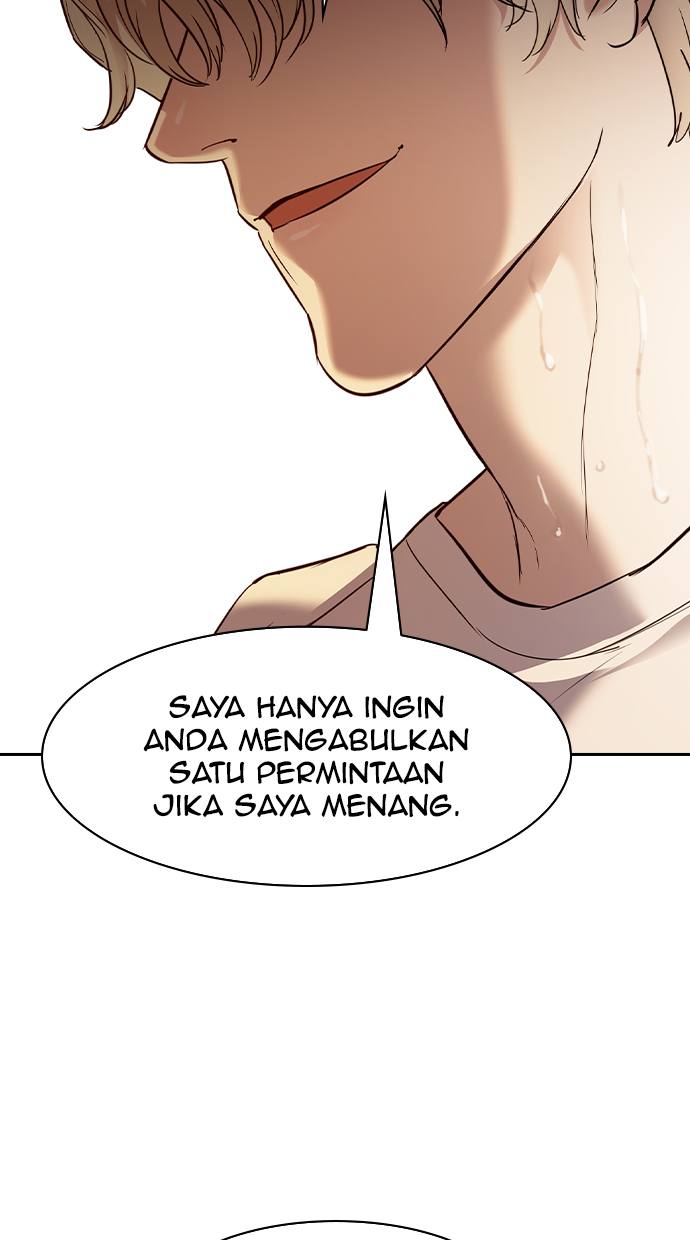 SAYA HANYA INGIN
ANDA MENGABULKAN
SATU PERMINTAAN
JIKA SAYA MENANG.